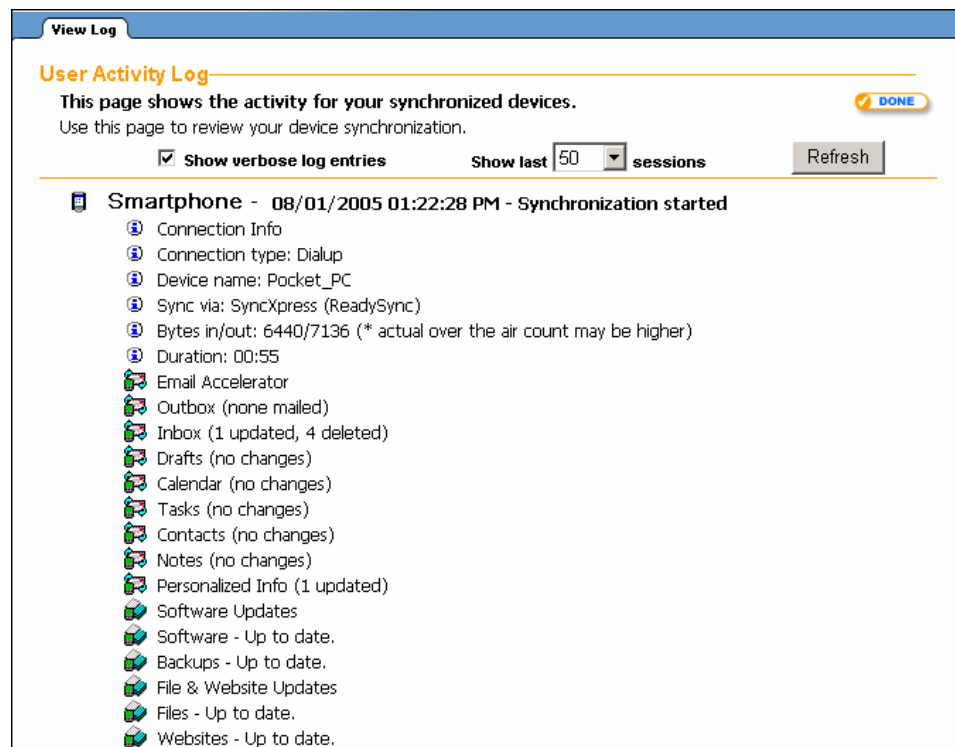 View Log
User Activity Log
This page shows the activity for your synchronized devices.
DONE
Use this page to review your device synchronization.
Show verbose log entries Show last 50 sessions Refresh
Smartphone - 08/01/2005 01:22:28 PM - Synchronization started
Connection Info
Connection type: Dialup
Device name: Pocket_PC
Sync via: SyncXpress (ReadySync)
Bytes in/out: 6440/7136 (* actual over the air count may be higher)
Duration: 00:55
Email Accelerator
Outbox (none mailed)
Inbox (1 updated, 4 deleted)
Drafts (no changes)
Calendar (no changes)
Tasks (no changes)
Contacts (no changes)
Notes (no changes)
Personalized Info (1 updated)
Software Updates
Software - Up to date.
Backups - Up to date.
File & Website Updates
Files - Up to date.
Websites - Up to date.